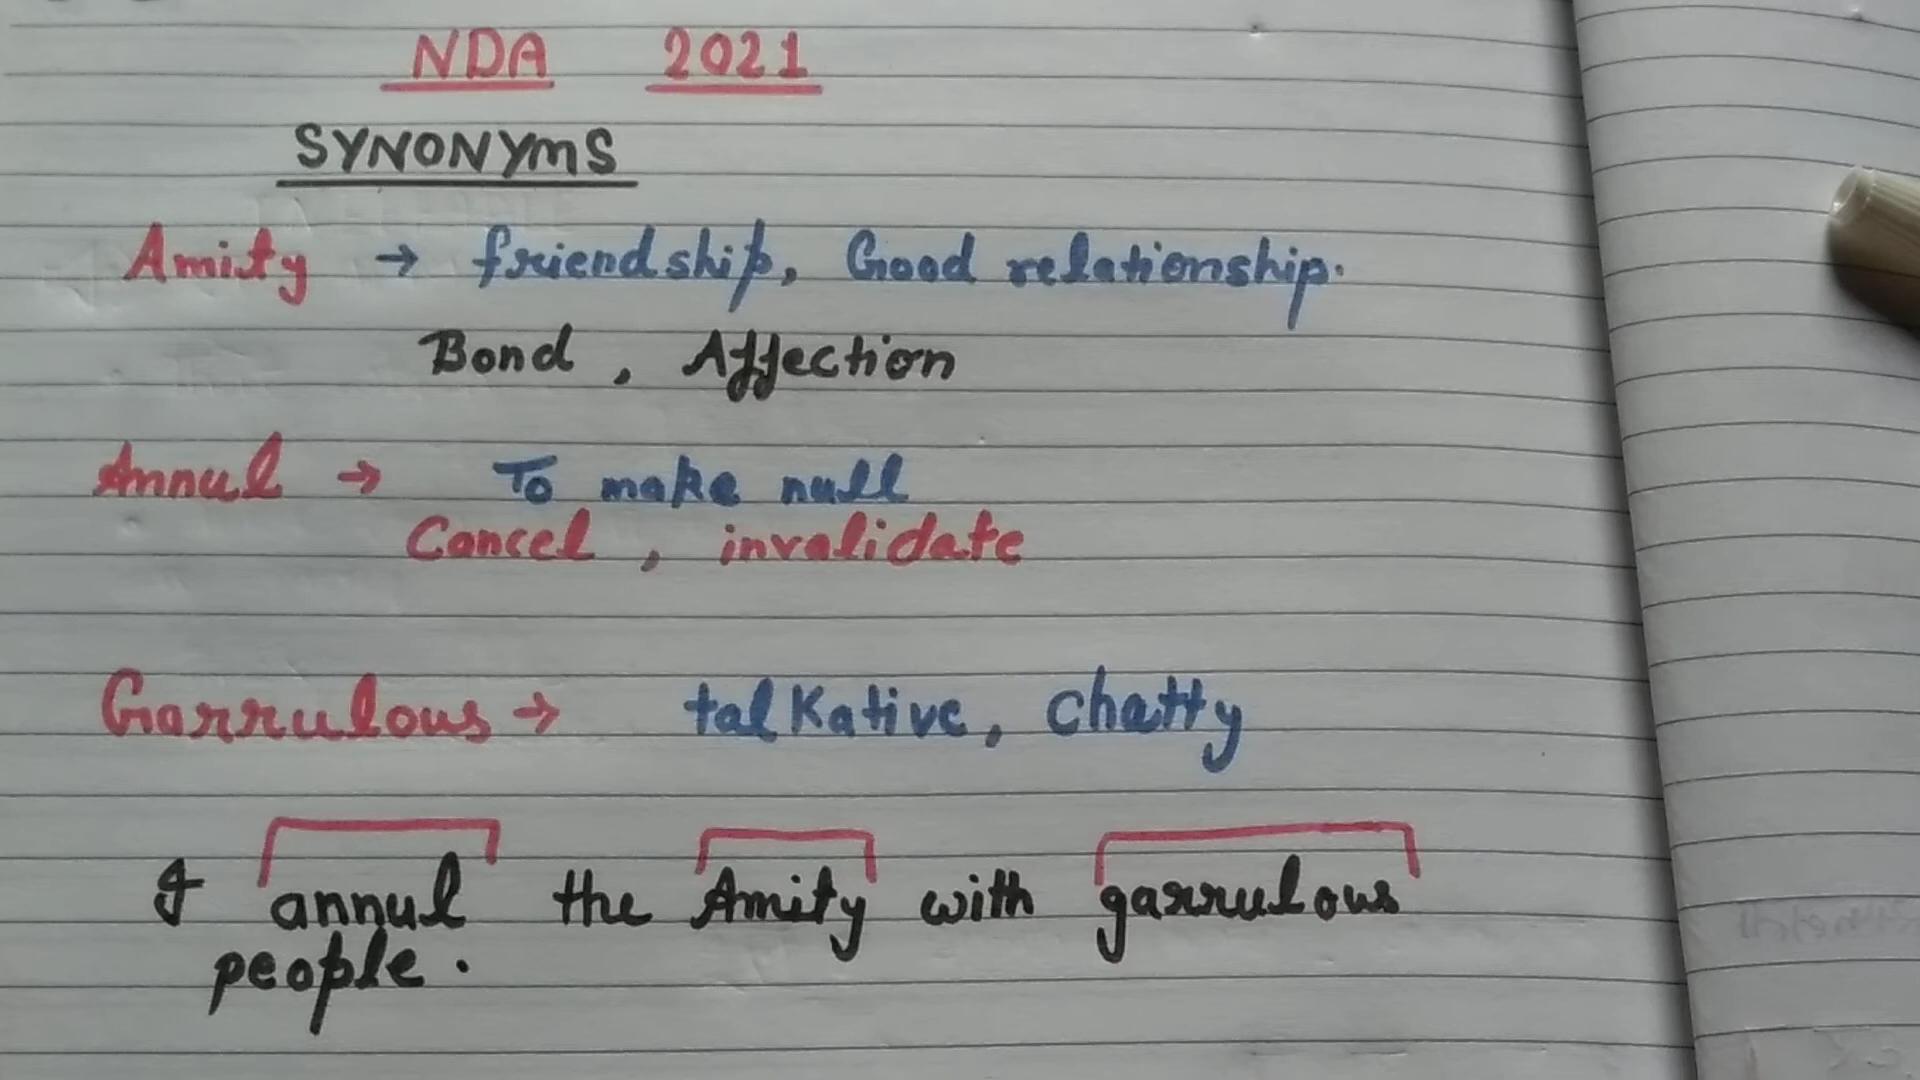 NDA 2021
SYNONYMS
Amity → friendship, Good relationship.
Bond, Affection
Annul → To make null
Cancel, invalidate
Garrulous → talkative, chatty
I annul the Amity with garrulous
people.